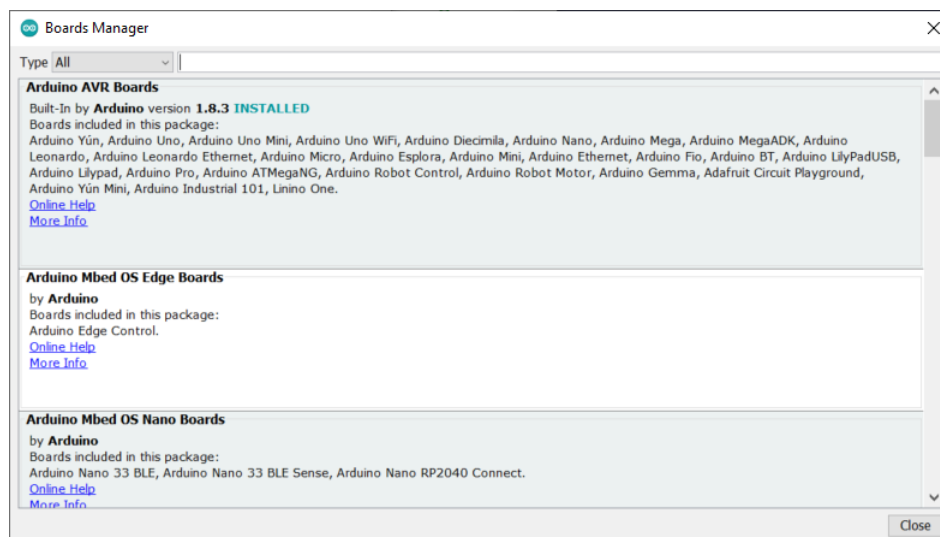 Boards Manager
Type All
Arduino AVR Boards
Built-In by Arduino version 1.8.3 INSTALLED
Boards included in this package:
Arduino Yún, Arduino Uno, Arduino Uno Mini, Arduino Uno WiFi, Arduino Diecimila, Arduino Nano, Arduino Mega, Arduino MegaADK, Arduino
Leonardo, Arduino Leonardo Ethernet, Arduino Micro, Arduino Esplora, Arduino Mini, Arduino Ethernet, Arduino Fio, Arduino BT, Arduino LilyPadUSB,
Arduino Lilypad, Arduino Pro, Arduino ATMegaNG, Arduino Robot Control, Arduino Robot Motor, Arduino Gemma, Adafruit Circuit Playground,
Arduino Yún Mini, Arduino Industrial 101, Linino One.
Online Help
More Info
Arduino Mbed OS Edge Boards
by Arduino
Boards included in this package:
Arduino Edge Control.
Online Help
More Info
Arduino Mbed OS Nano Boards
by Arduino
Boards included in this package:
Arduino Nano 33 BLE, Arduino Nano 33 BLE Sense, Arduino Nano RP2040 Connect.
Online Help
More Info
Close